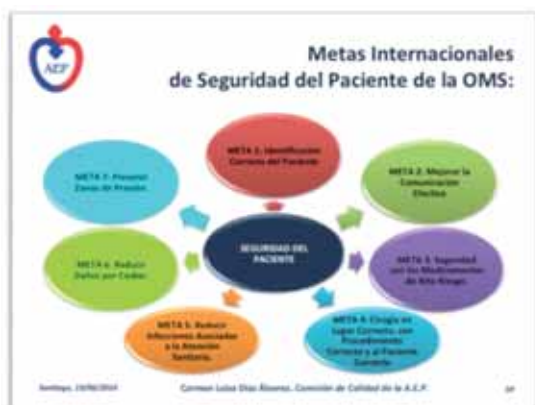 AEP
Metas Internacionales
de Seguridad del Paciente de la OMS:
META 1: Identificación
Correcta del Paciente
META 2: Mejorar la
Comunicación
Efectiva
META 3: Seguridad
con los Medicamentos
de Alto Riesgo.
META 4: Cirugía en
Lugar Correcto, con
Procedimiento
Correcto y al Paciente
Correcto
META 5: Reducir
Infecciones Asociadas
a la Atención
Sanitaria.
META 6: Reducir
Daños por Caídas
META 7: Prevenir
Zonas de Presión
SEGURIDAD DEL
PACIENTE
Santiago,
Carmen Luisa Díaz Álvarez. Comisión de Calidad de la A.E.P.